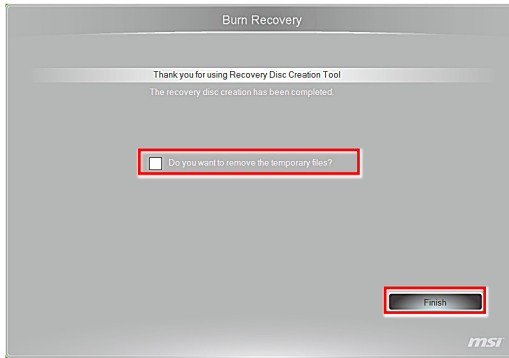 Burn Recovery
Thank you for using Recovery Disc Creation Tool
The recovery disc creation has been completed.
Do you want to remove the temporary files?
Finish
msi